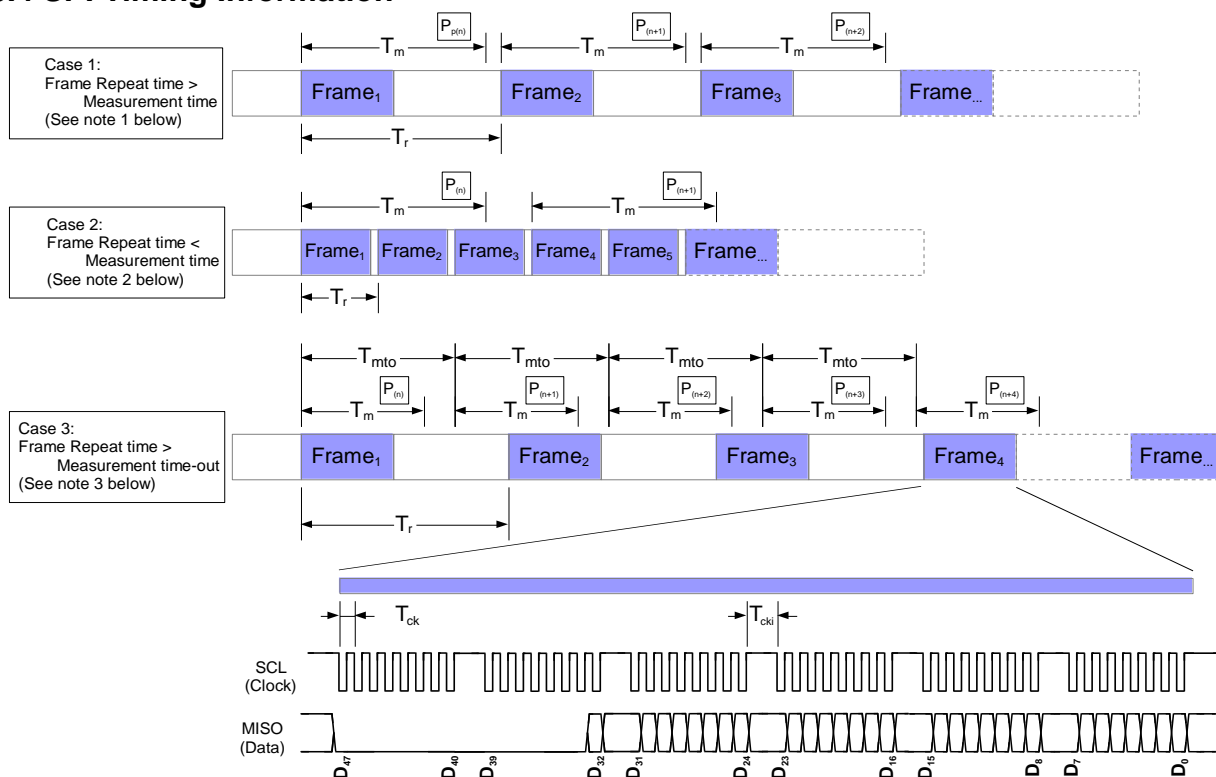 Case 1:
Frame Repeat time >
Measurement time
(See note 1 below)
Tm
Pp(n)
Tm
P(n+1)
Tm
P(n+2)
Frame1
Frame2
Frame3
Frame...
Tr
Case 2:
Frame Repeat time <
Measurement time
(See note 2 below)
Tm
P(n)
Tm
P(n+1)
Frame1
Frame2
Frame3
Frame4
Frame5
Frame...
Tr
Case 3:
Frame Repeat time >
Measurement time-out
(See note 3 below)
Tmto
Tmto
Tmto
Tmto
Tm
P(n)
Tm
P(n+1)
Tm
P(n+2)
Tm
P(n+3)
Tm
P(n+4)
Frame1
Frame2
Frame3
Frame4
Frame...
Tr
Tck
Tcki
SCL
(Clock)
MISO
(Data)
D47
D40
D39
D32
D31
D24
D23
D16
D15
D8
D7
D0